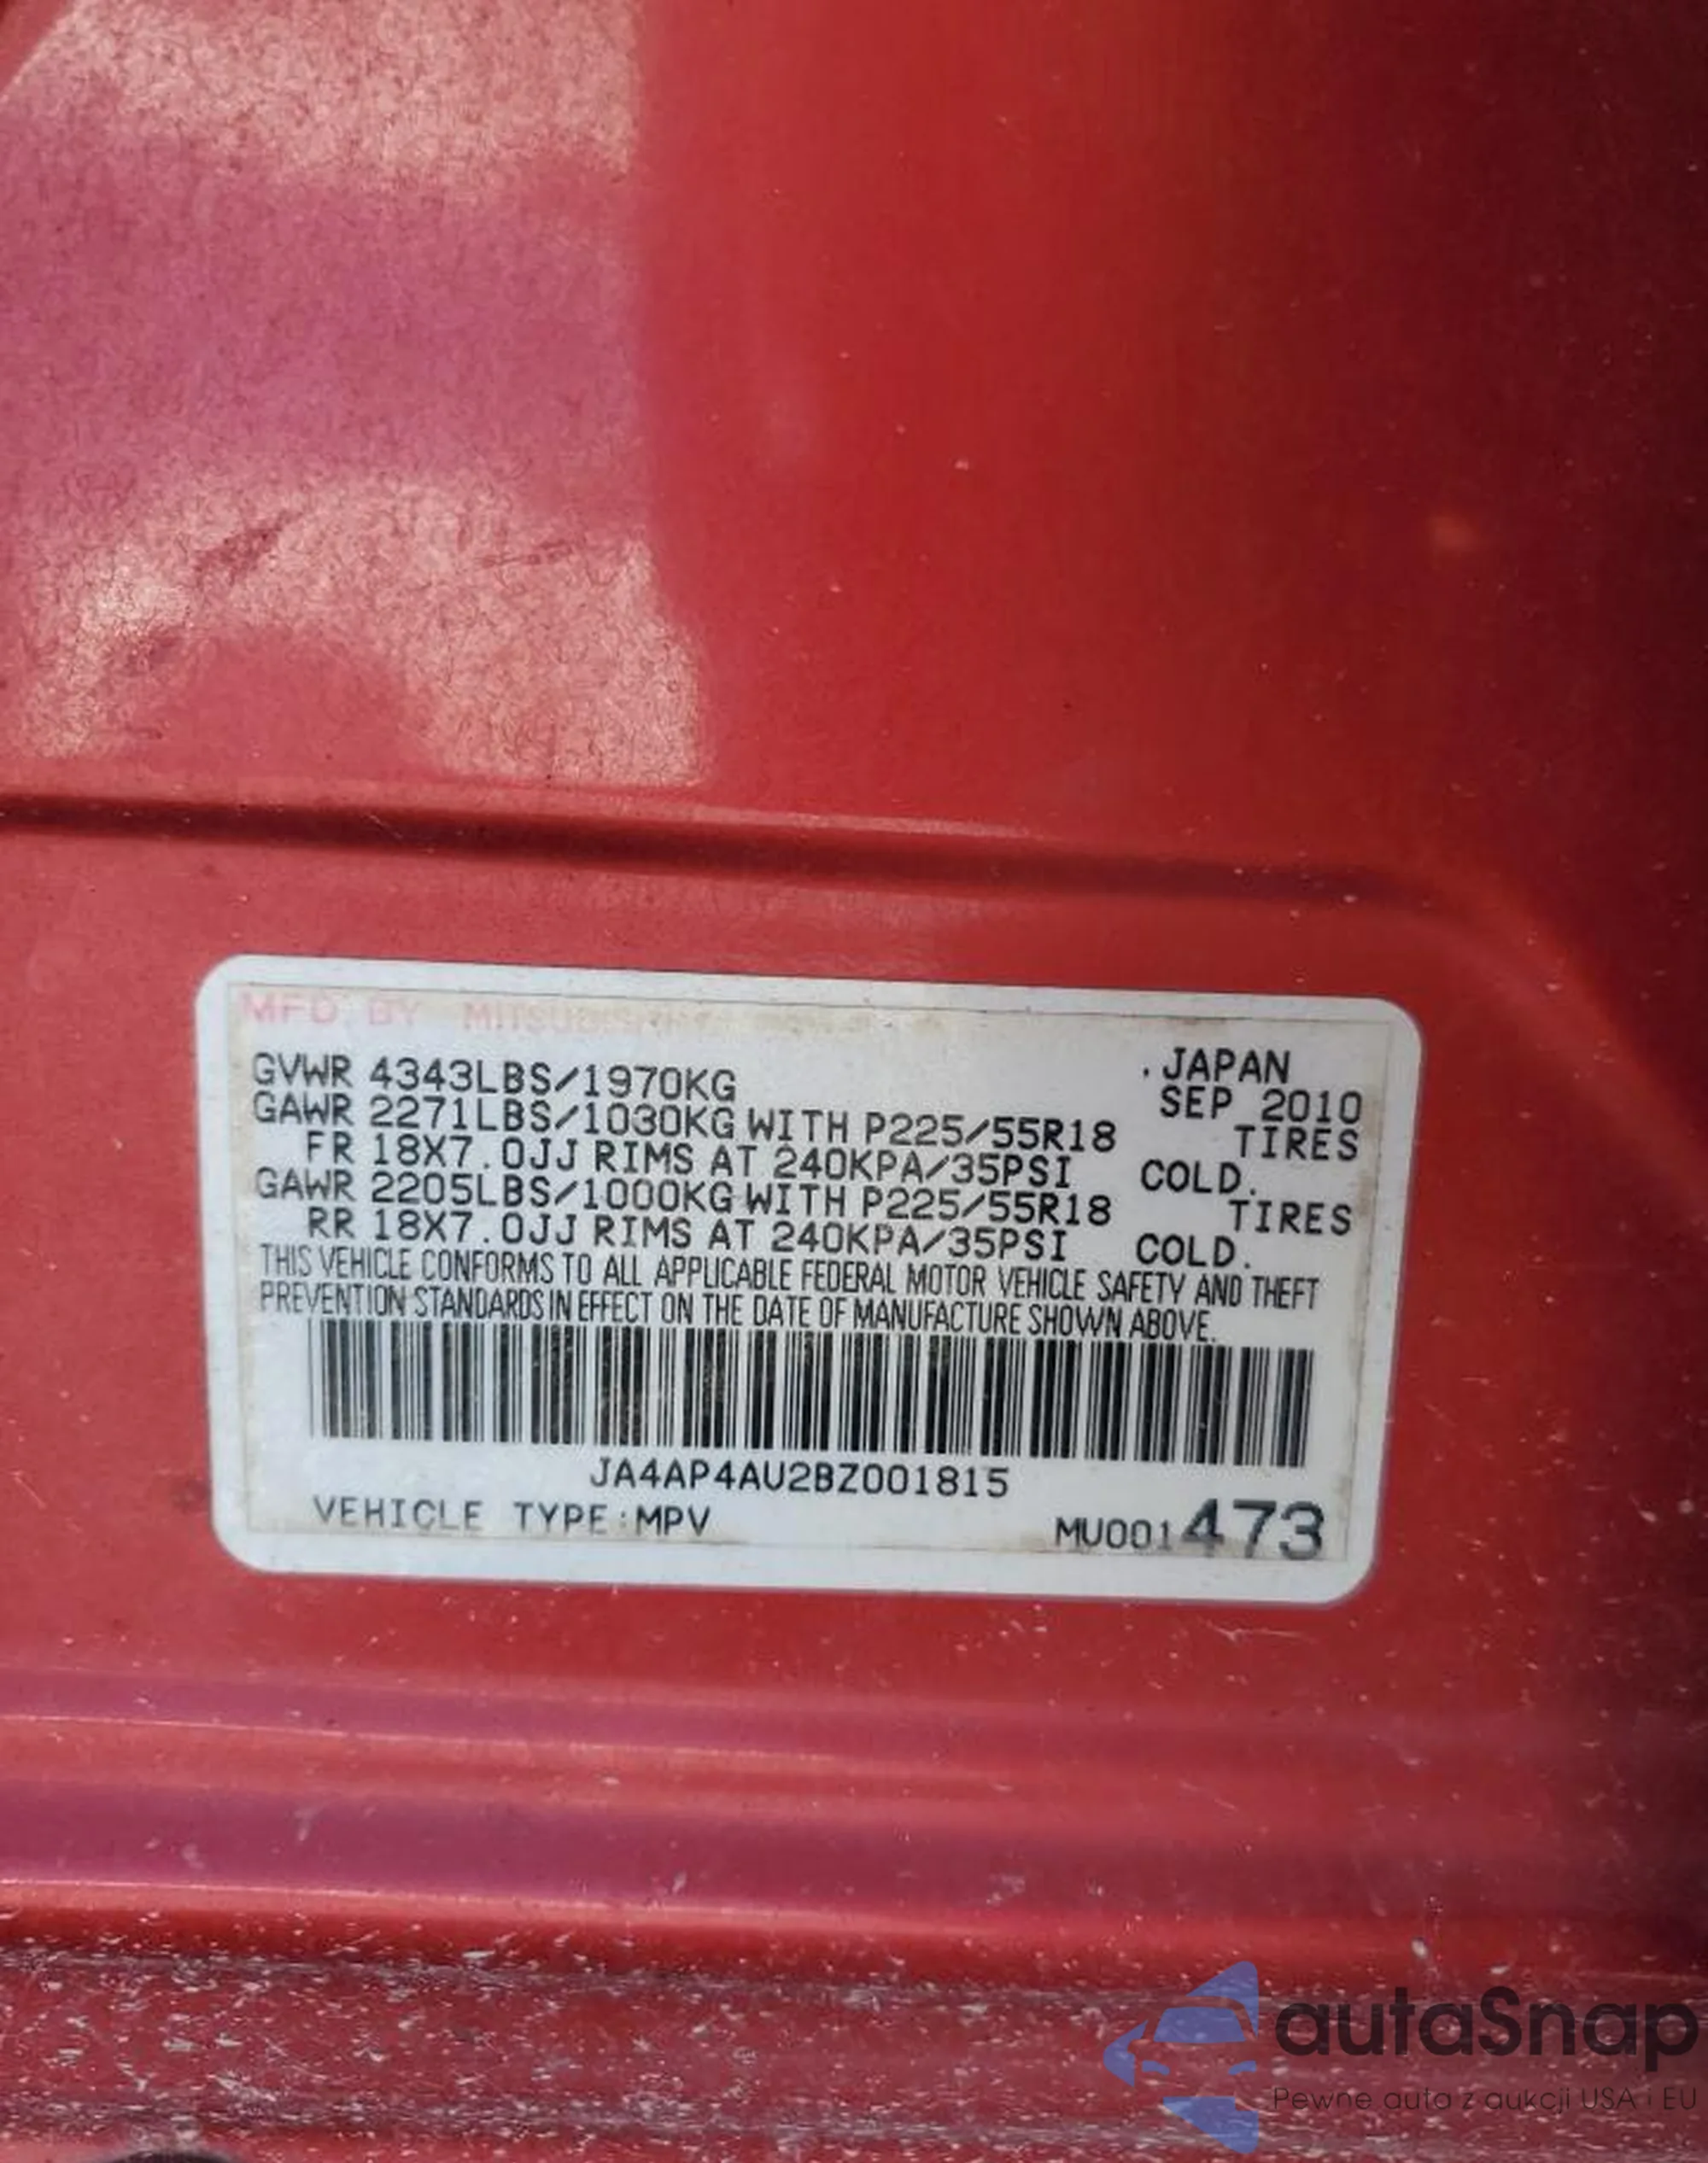 MFD BY MITSUBISHI
GVWR 4343LBS/1970KG .JAPAN
SEP 2010
GAWR 2271LBS/1030KG WITH P225/55R18 TIRES
FR 18X7.0JJ RIMS AT 240KPA/35PSI COLD.
GAWR 2205LBS/1000KG WITH P225/55R18 TIRES
RR 18X7.0JJ RIMS AT 240KPA/35PSI COLD.
THIS VEHICLE CONFORMS TO ALL APPLICABLE FEDERAL MOTOR VEHICLE SAFETY AND THEFT
PREVENTION STANDARDS IN EFFECT ON THE DATE OF MANUFACTURE SHOWN ABOVE.
JA4AP4AU2BZ001815
VEHICLE TYPE:MPV MU001473
autaSnap
Pewne auta z aukcji USA i EU